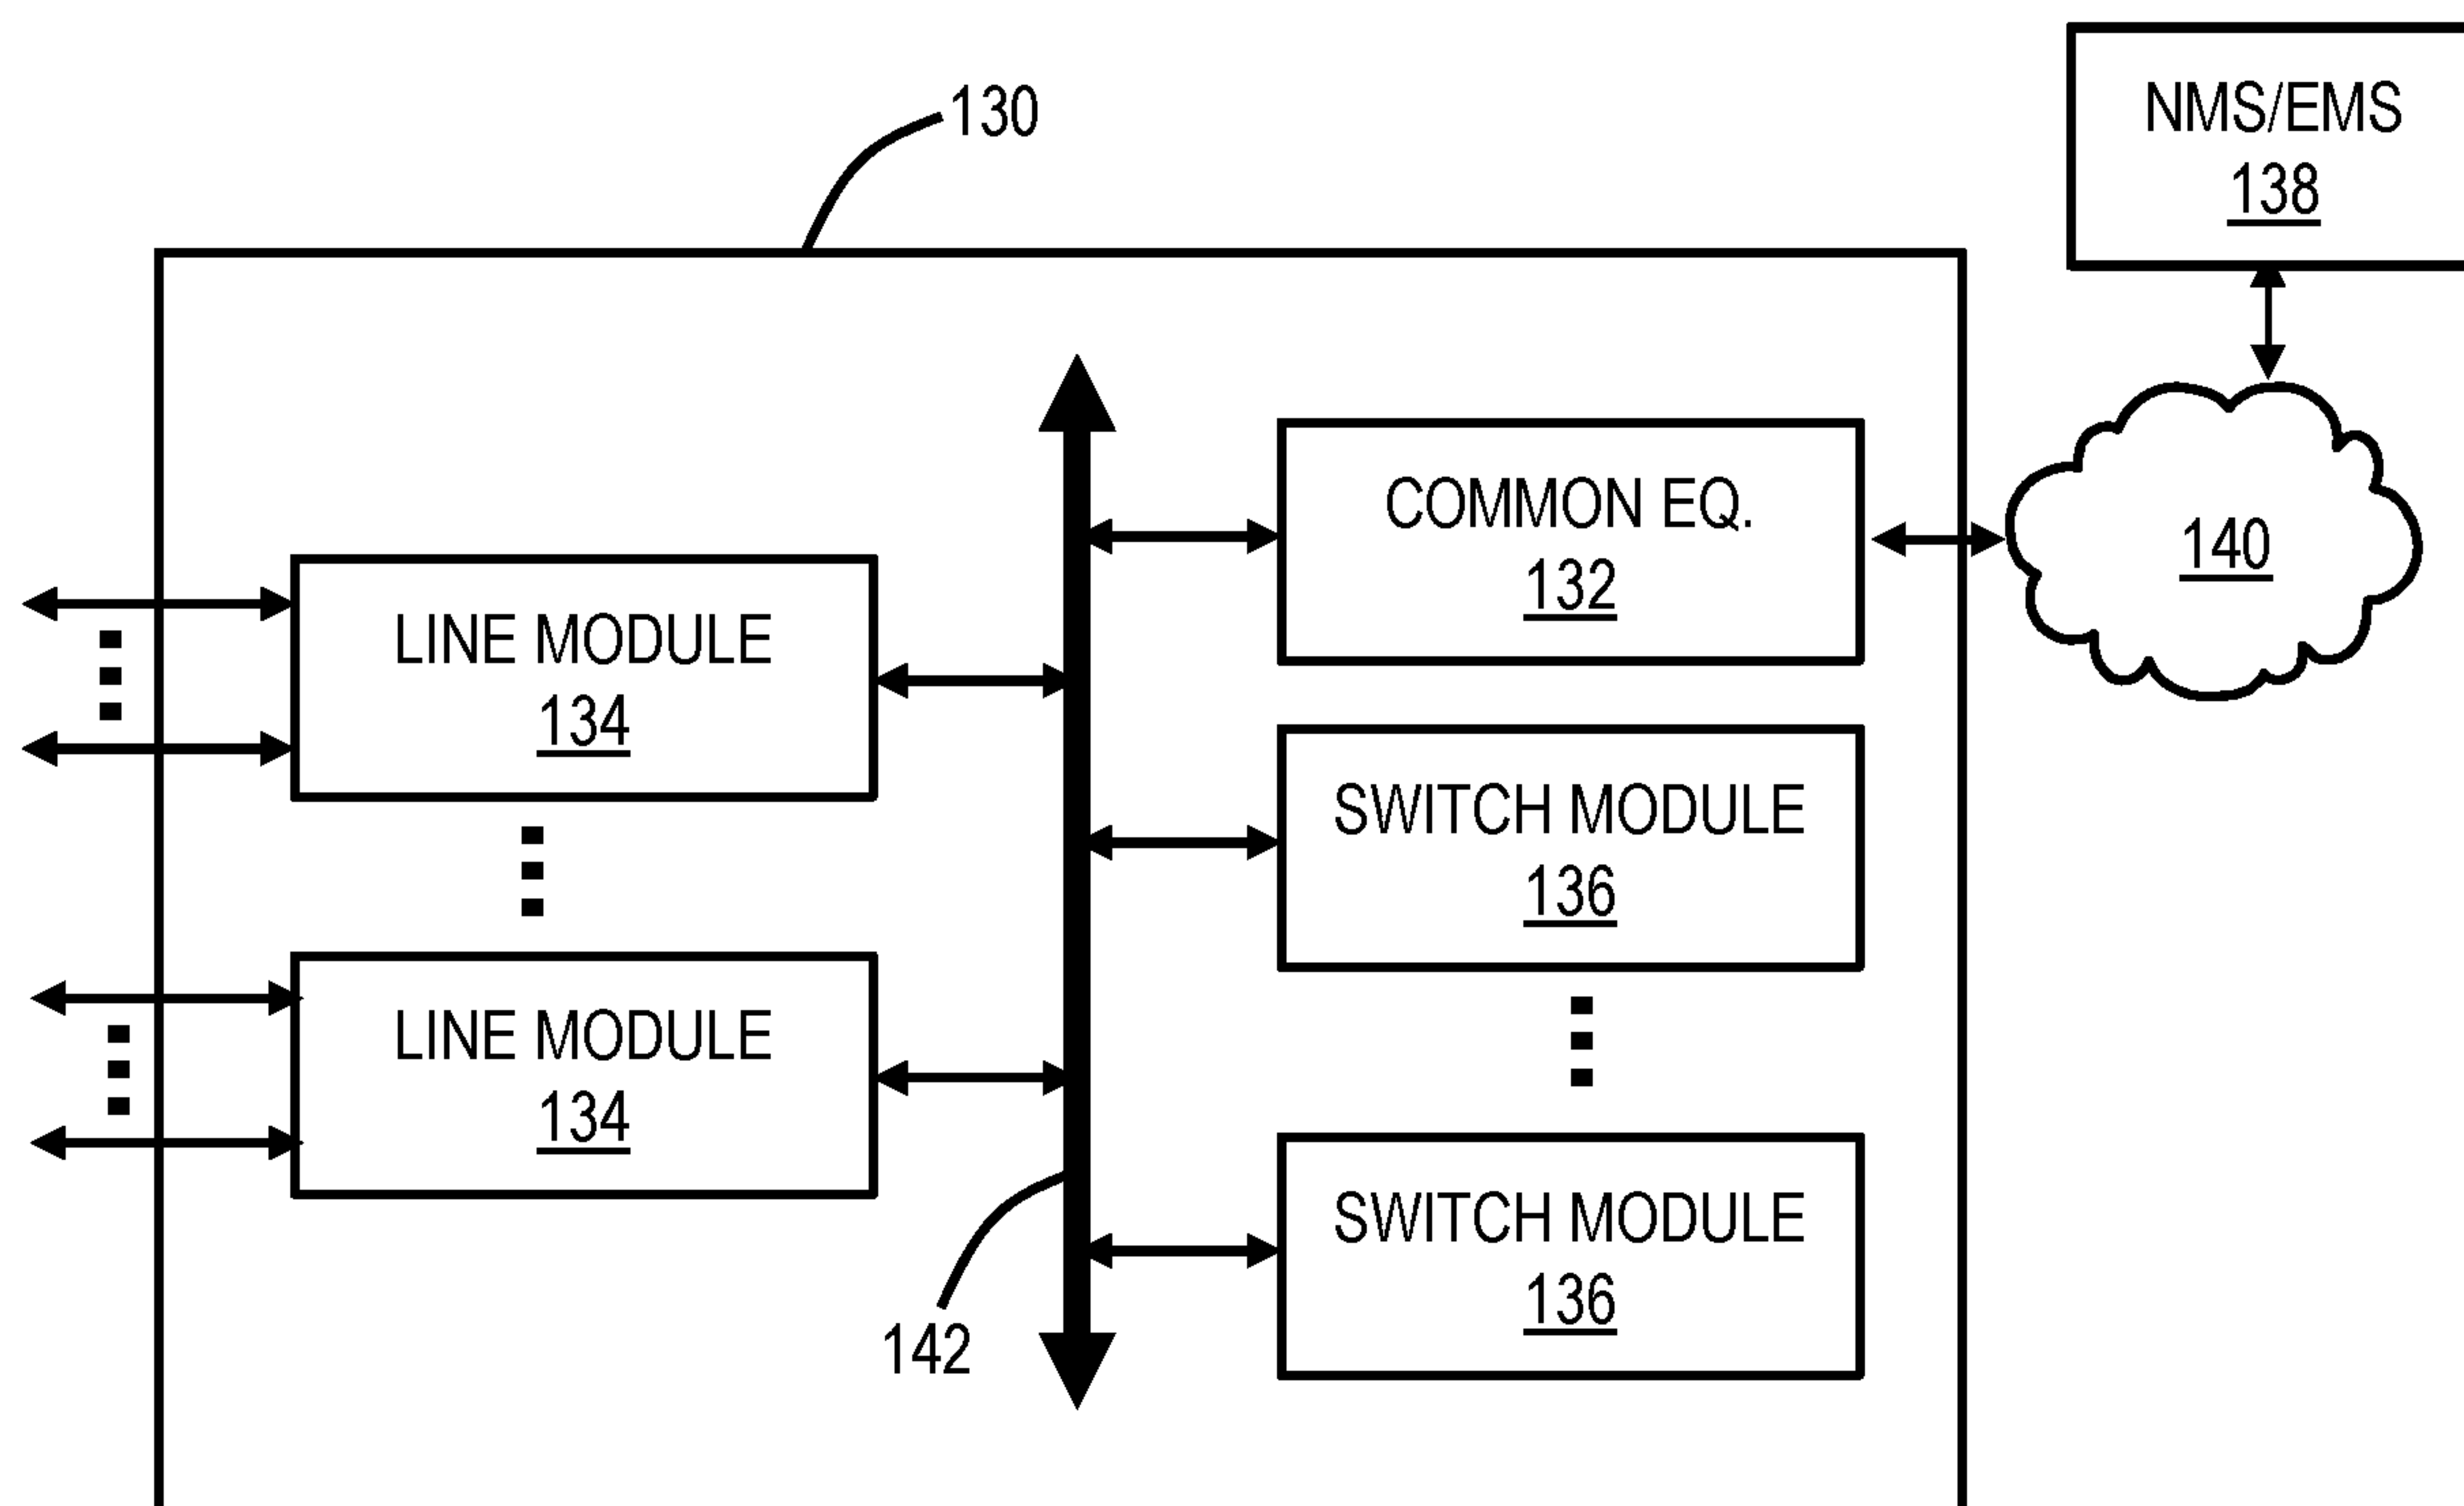 130
NMS/EMS
138
COMMON EQ.
132
140
LINE MODULE
134
SWITCH MODULE
136
LINE MODULE
134
SWITCH MODULE
136
142